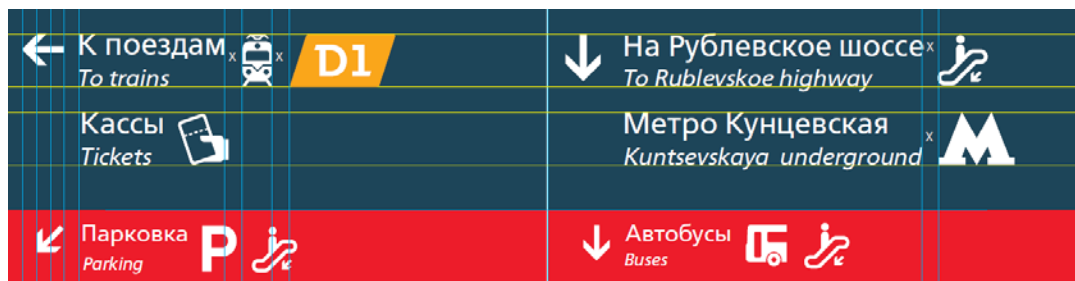 К поездам
To trains
x
x
D1
Кассы
Tickets
На Рублевское шоссе
To Rublevskoe highway
x
Метро Кунцевская
Kuntsevskaya underground
x
М
Парковка
Parking
P
Автобусы
Buses